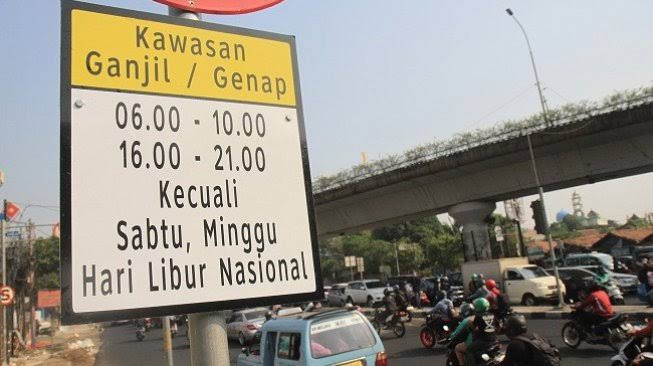 Kawasan
Ganjil / Genap
06.00 - 10.00
16.00 - 21.00
Kecuali
Sabtu, Minggu
Hari Libur Nasional